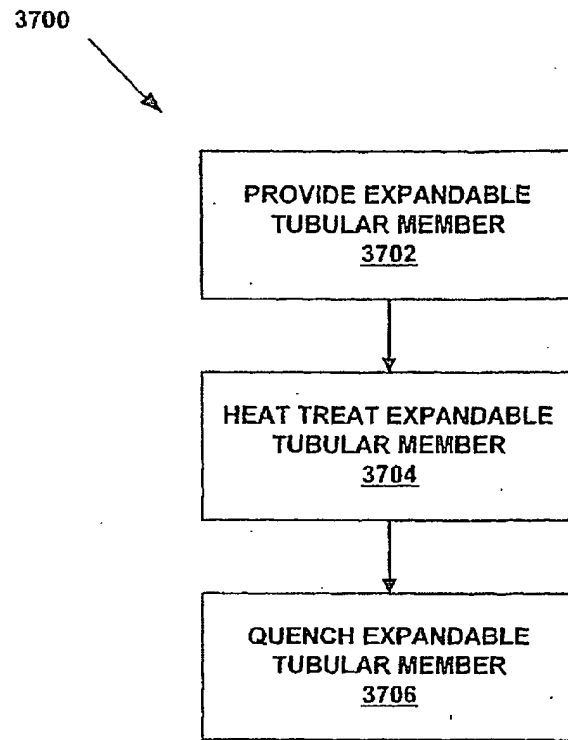 3700
PROVIDE EXPANDABLE
TUBULAR MEMBER
3702
HEAT TREAT EXPANDABLE
TUBULAR MEMBER
3704
QUENCH EXPANDABLE
TUBULAR MEMBER
3706